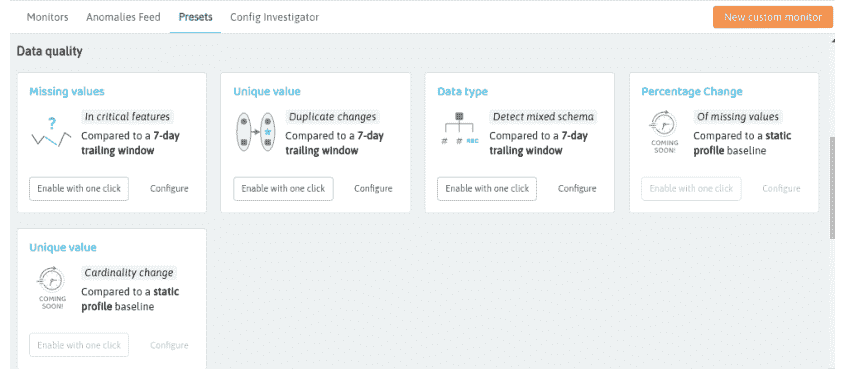 Monitors Anomalies Feed Presets Config Investigator New custom monitor
Data quality
Missing values
?
In critical features
Compared to a 7-day
trailing window
Enable with one click Configure
Unique value
Duplicate changes
Compared to a 7-day
trailing window
Enable with one click Configure
Data type
# # ABC
Detect mixed schema
Compared to a 7-day
trailing window
Enable with one click Configure
Percentage Change
COMING
SOON!
Of missing values
Compared to a static
profile baseline
Enable with one click Configure
Unique value
COMING
SOON!
Cardinality change
Compared to a static
profile baseline
Enable with one click Configure